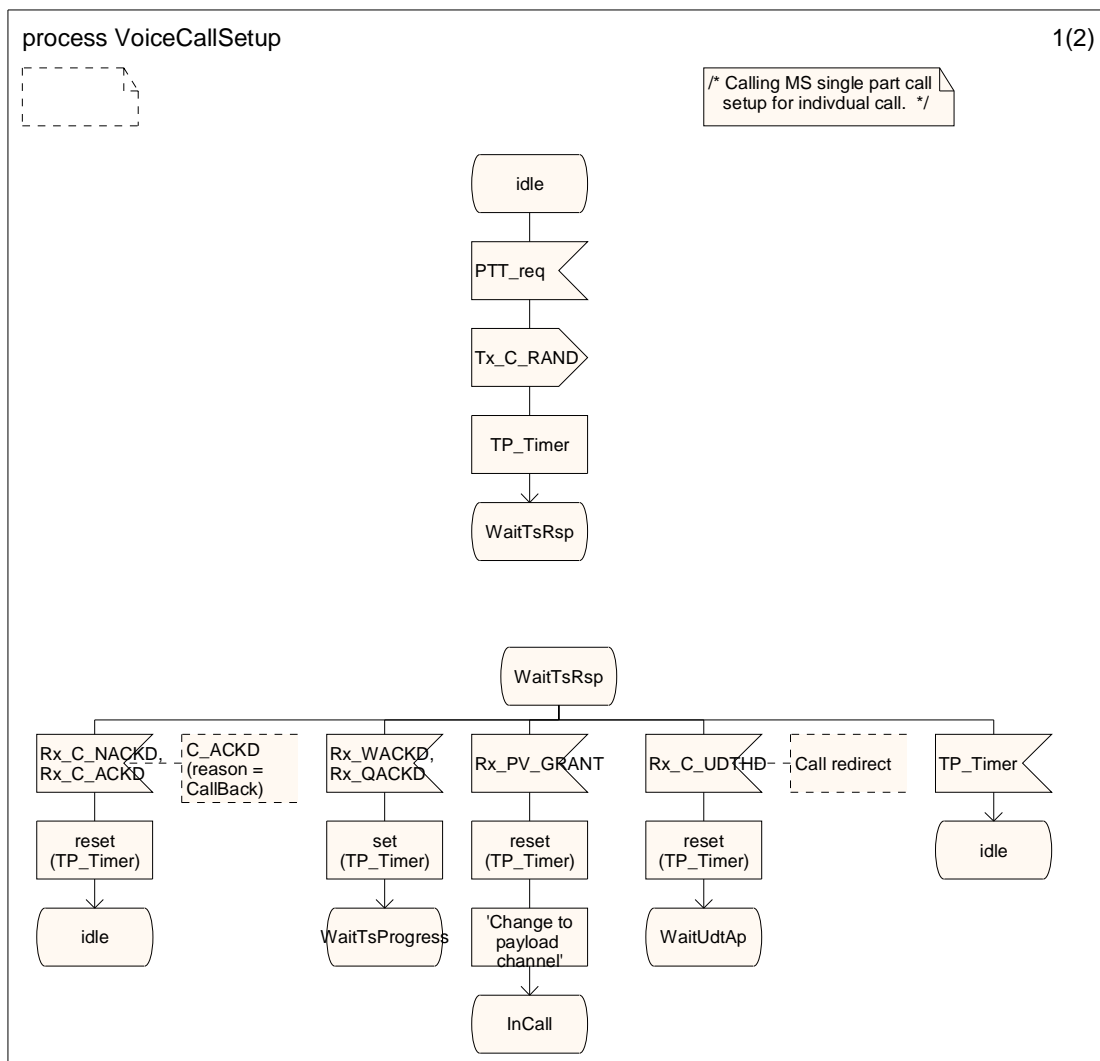 process VoiceCallSetup
1(2)
/* Calling MS single part call
setup for indivdual call. */
idle
PTT_req
Tx_C_RAND
TP_Timer
WaitTsRsp
WaitTsRsp
Rx_C_NACKD,
Rx_C_ACKD
C_ACKD
(reason =
CallBack)
Rx_WACKD,
Rx_QACKD
Rx_PV_GRANT
Rx_C_UDTHD
Call redirect
TP_Timer
reset
(TP_Timer)
set
(TP_Timer)
reset
(TP_Timer)
reset
(TP_Timer)
idle
idle
WaitTsProgress
'Change to
payload
channel'
WaitUdtAp
InCall